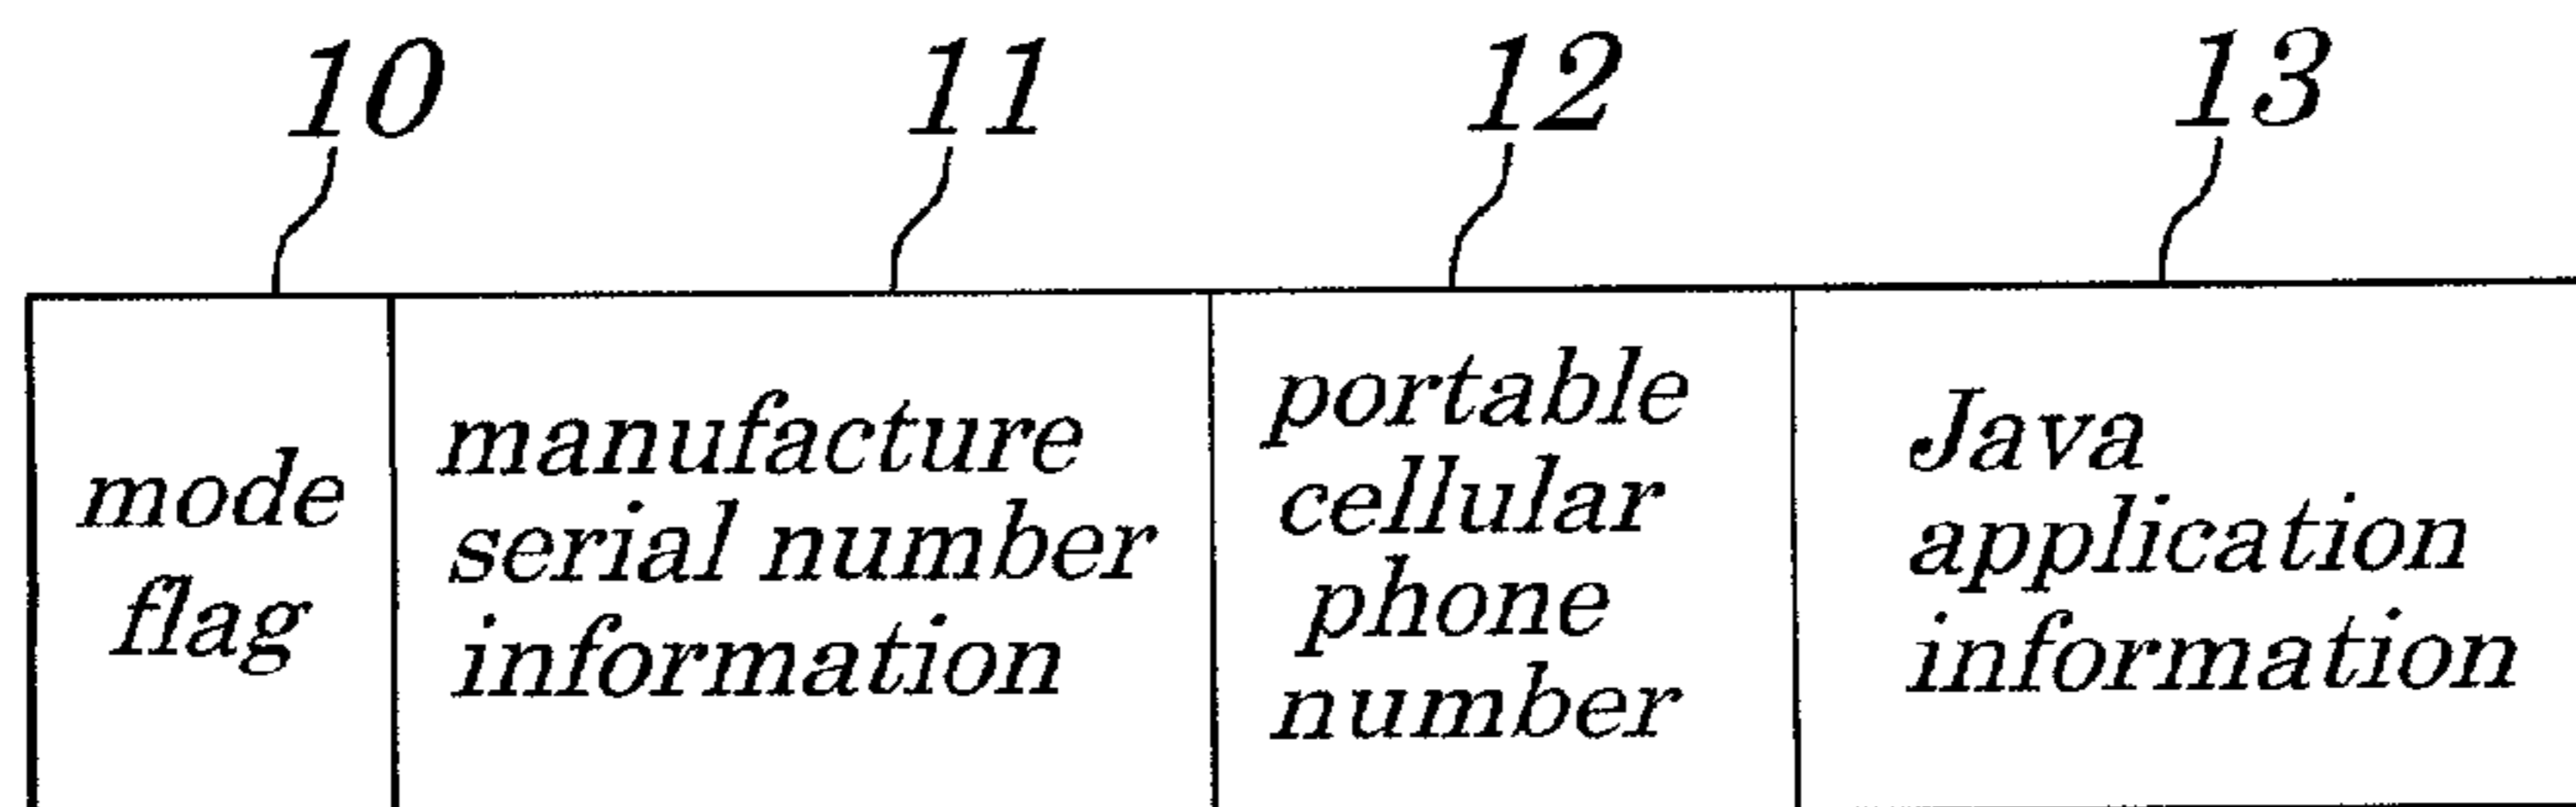 10 11 12 13
mode
flag
manufacture
serial number
information
portable
cellular
phone
number
Java
application
information